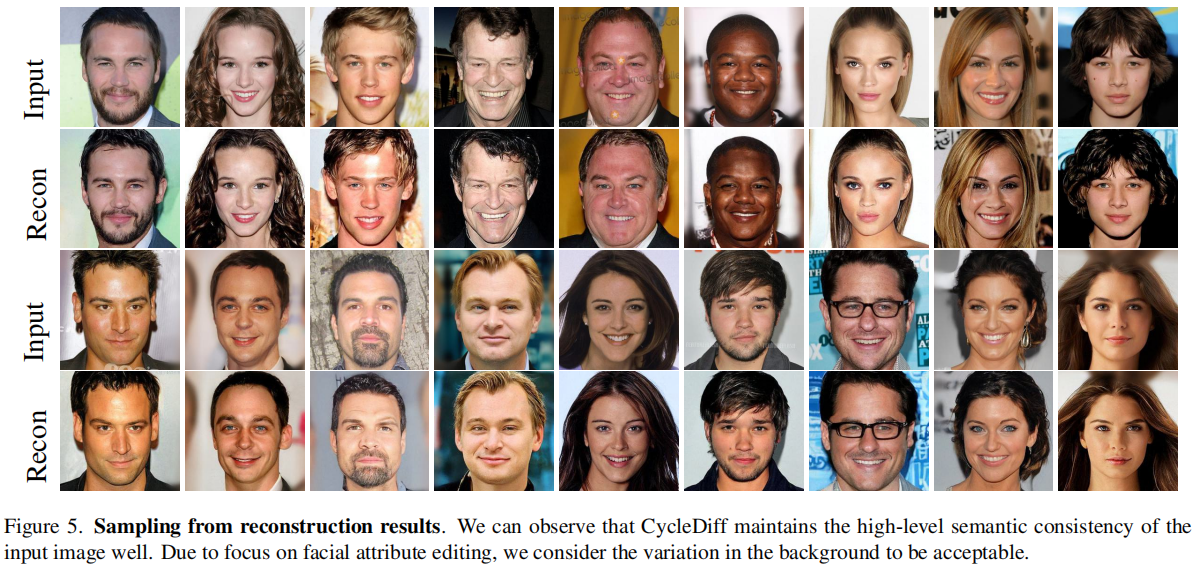 Input
Recon
Input
Recon
Figure 5. Sampling from reconstruction results. We can observe that CycleDiff maintains the high-level semantic consistency of the
input image well. Due to focus on facial attribute editing, we consider the variation in the background to be acceptable.